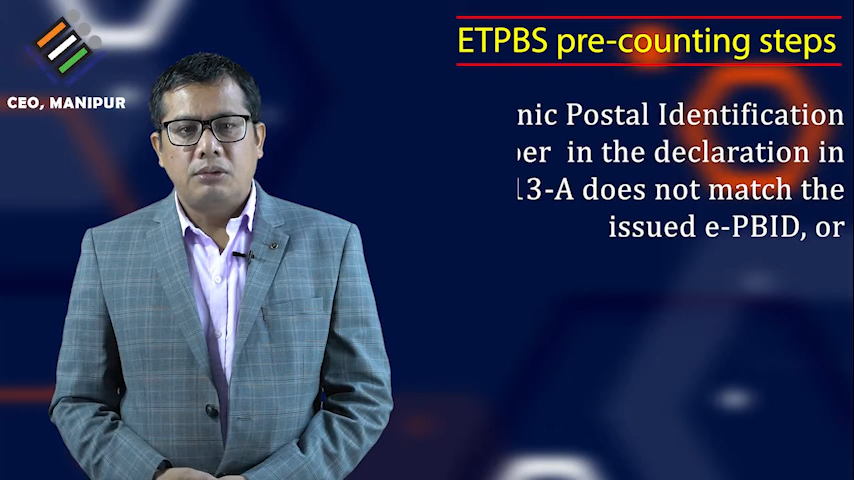 CEO, MANIPUR
ETPBS pre-counting steps
nic Postal Identification
in the declaration in
13-A does not match the
issued e-PBID, or